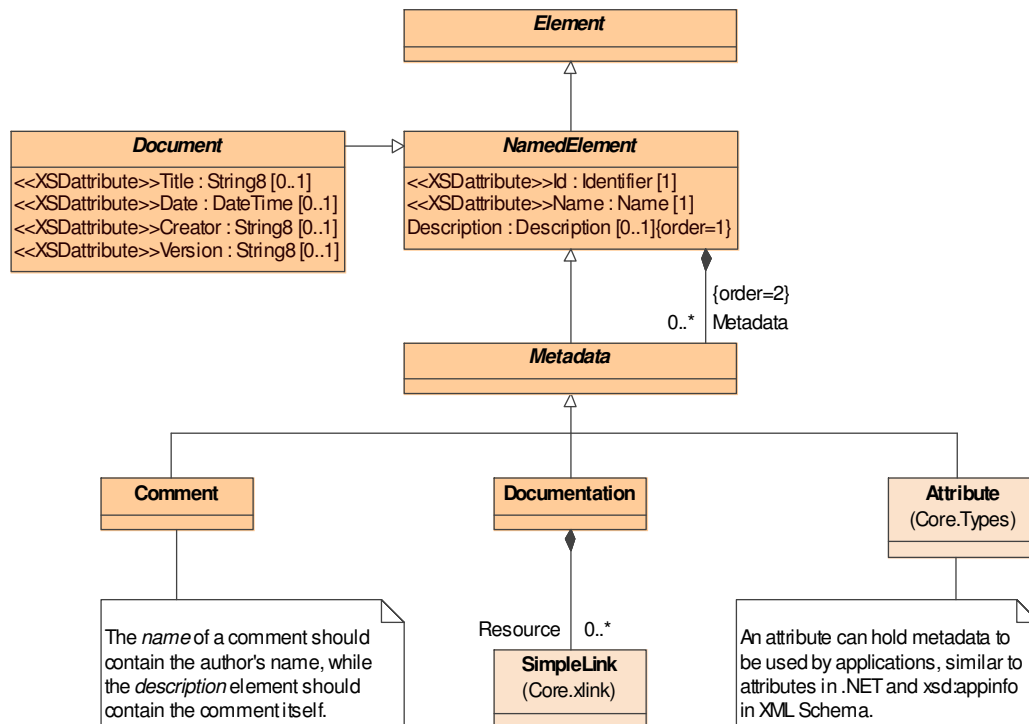 Element
Document
<<XSDattribute>>Title : String8 [0..1]
<<XSDattribute>>Date : DateTime [0..1]
<<XSDattribute>>Creator : String8 [0..1]
<<XSDattribute>>Version : String8 [0..1]
NamedElement
<<XSDattribute>>Id : Identifier [1]
<<XSDattribute>>Name : Name [1]
Description : Description [0..1]{order=1}
{order=2}
0..* Metadata
Metadata
Comment
Documentation
Attribute
(Core.Types)
The name of a comment should
contain the author's name, while
the description element should
contain the comment itself.
Resource 0..*
SimpleLink
(Core.xlink)
An attribute can hold metadata to
be used by applications, similar to
attributes in .NET and xsd:appinfo
in XML Schema.